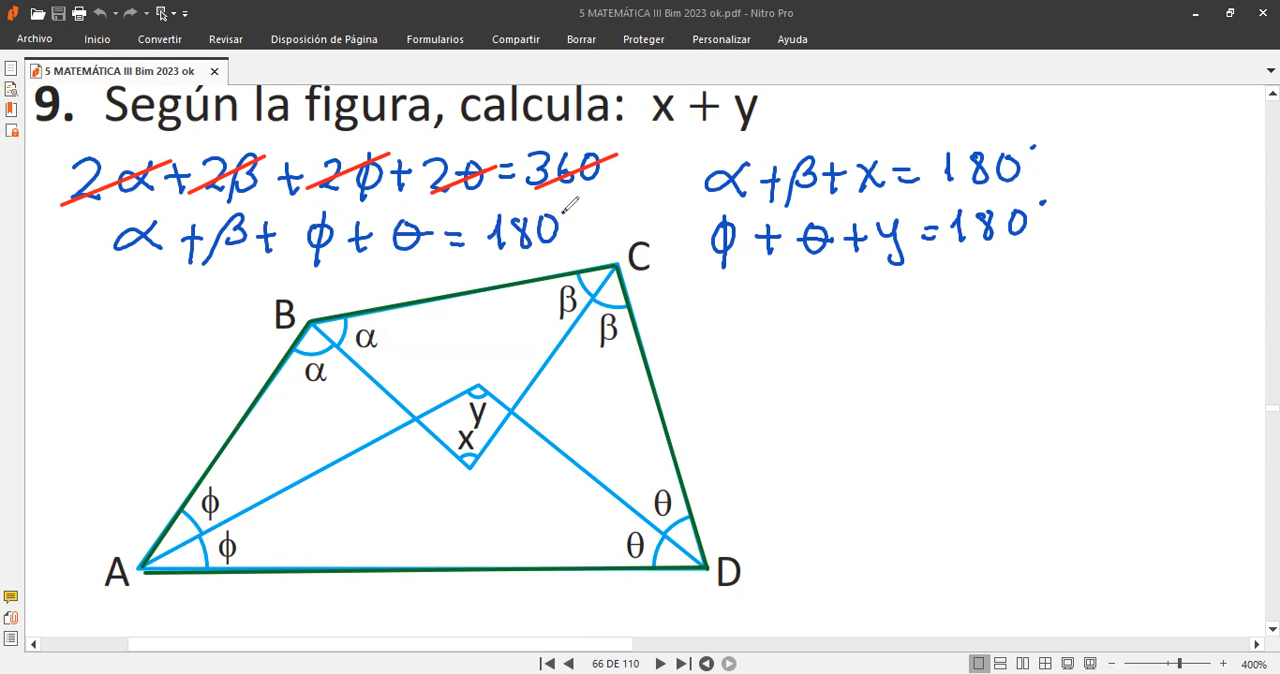 5 MATEMÁTICA III Bim 2023 ok.pdf - Nitro Pro
Archivo Inicio Convertir Revisar Disposición de Página Formularios Compartir Borrar Proteger Personalizar Ayuda
5 MATEMÁTICA III Bim 2023 ok
9. Según la figura, calcula: x + y
2α + 2β + 2ϕ + 2θ = 360
α + β + x = 180°
α + β + ϕ + θ = 180
ϕ + θ + y = 180°
C
B
β
β
α
α
y
x
ϕ
θ
ϕ
θ
A
D
66 DE 110
400%